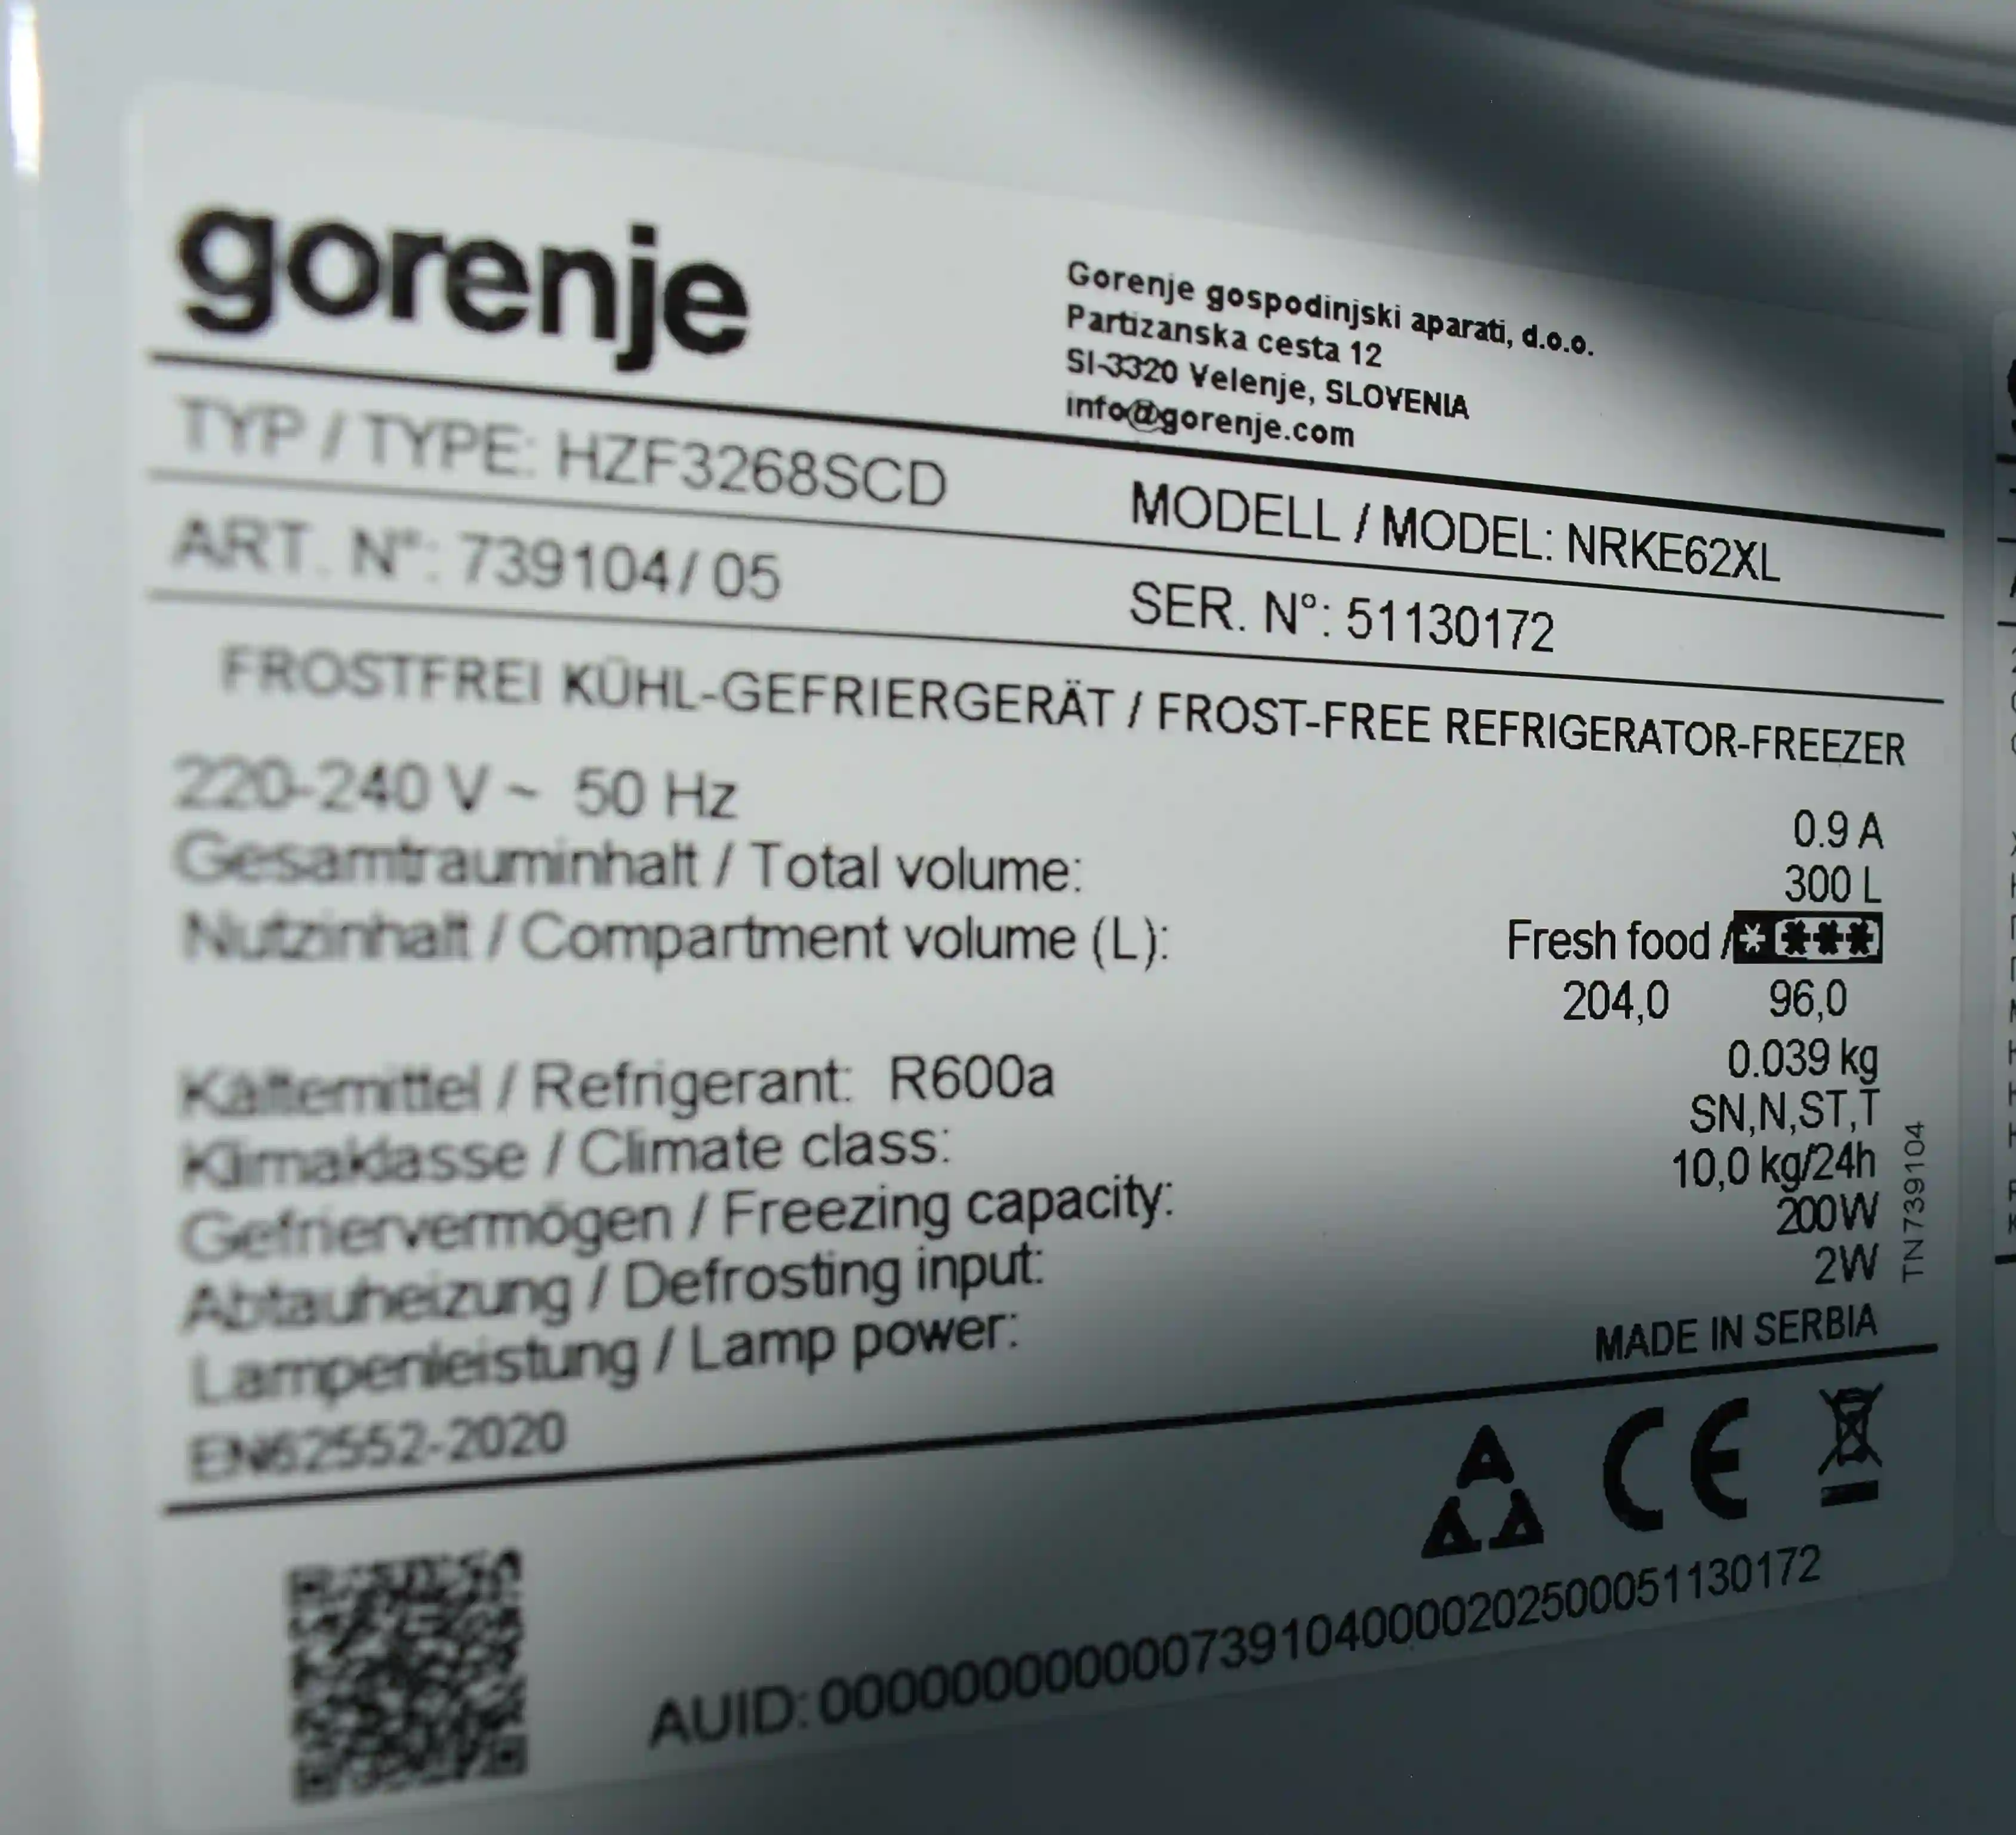 gorenje
Gorenje gospodinjski aparati, d.o.o.
Partizanska cesta 12
SI-3320 Velenje, SLOVENIA
info@gorenje.com
TYP / TYPE: HZF3268SCD
MODELL / MODEL: NRKE62XL
ART. N°: 739104/ 05
SER. N°: 51130172
FROSTFREI KÜHL-GEFRIERGERÄT / FROST-FREE REFRIGERATOR-FREEZER
220-240 V ~ 50 Hz 0.9 A
Gesamtrauminhalt / Total volume: 300 L
Nutzinhalt / Compartment volume (L): Fresh food /
204,0 96,0
Kältemittel / Refrigerant: R600a 0.039 kg
Klimaklasse / Climate class: SN,N,ST,T
Gefriervermögen / Freezing capacity: 10,0 kg/24h
Abtauheizung / Defrosting input: 200W
Lampenleistung / Lamp power: 2W
EN62552-2020
MADE IN SERBIA
TN739104
CE
AUID: 0000000000007391040000202500051130172